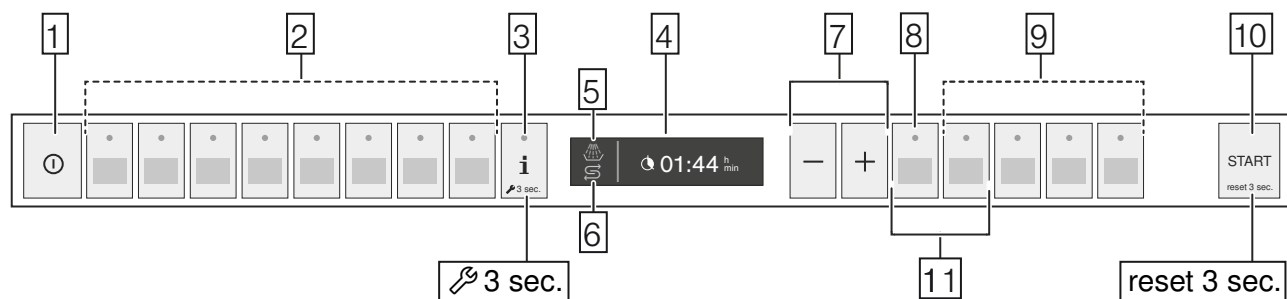 1 2 3 4 7 8 9 10
5
01:44 h min
i
3 sec.
START
reset 3 sec.
6
11
3 sec.
reset 3 sec.